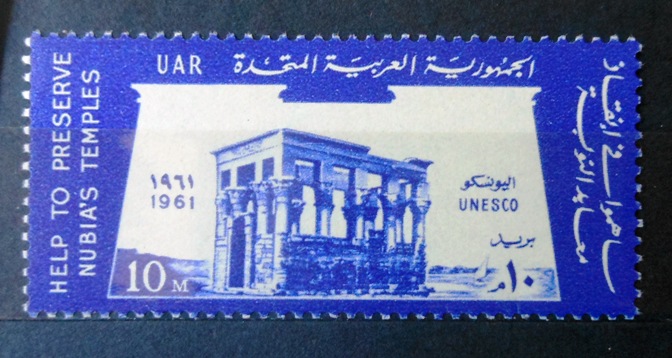 UAR
الجمهورية العربية المتحدة
HELP TO PRESERVE
NUBIA'S TEMPLES
١٩٦١
1961
اليونسكو
UNESCO
بريد
10 M
١٠ م
ساهموا في انقاذ
معابد النوبة